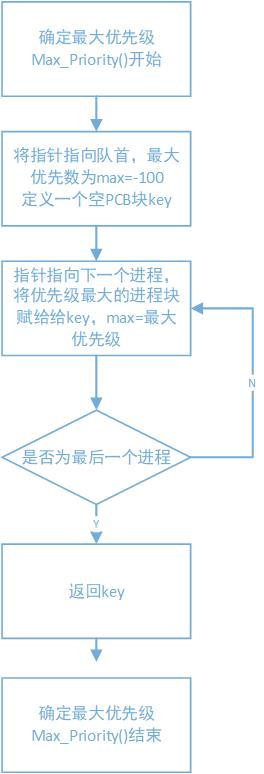 确定最大优先级
Max_Priority()开始
将指针指向队首，最大
优先数为max=-100
定义一个空PCB块key
指针指向下一个进程，
将优先级最大的进程块
赋给给key，max=最大
优先级
N
是否为最后一个进程
Y
返回key
确定最大优先级
Max_Priority()结束